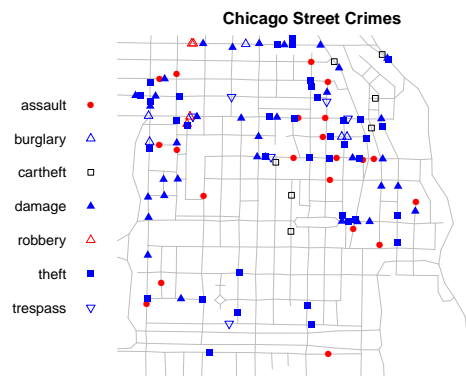 Chicago Street Crimes
assault
burglary
cartheft
damage
robbery
theft
trespass